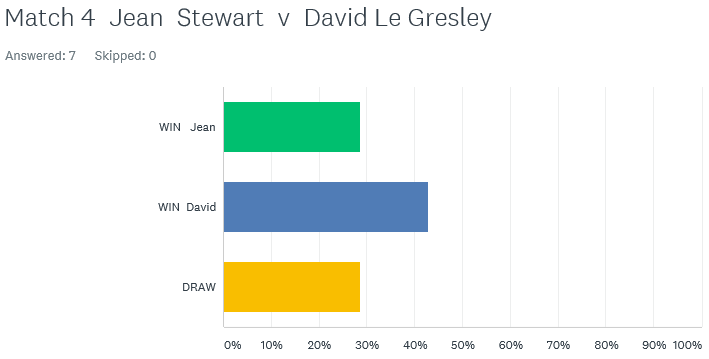 Match 4  Jean  Stewart  v  David Le Gresley
Answered: 7  Skipped: 0
WIN  Jean
WIN  David
DRAW
0% 10% 20% 30% 40% 50% 60% 70% 80% 90% 100%